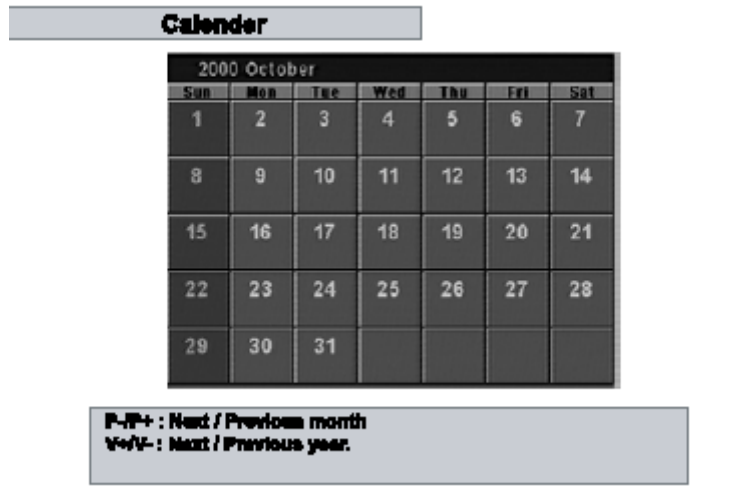 Calender
2000 October
Sun Mon Tue Wed Thu Fri Sat
1 2 3 4 5 6 7
8 9 10 11 12 13 14
15 16 17 18 19 20 21
22 23 24 25 26 27 28
29 30 31
P-/P+ : Next / Previous month
V+/V- : Next / Previous year.